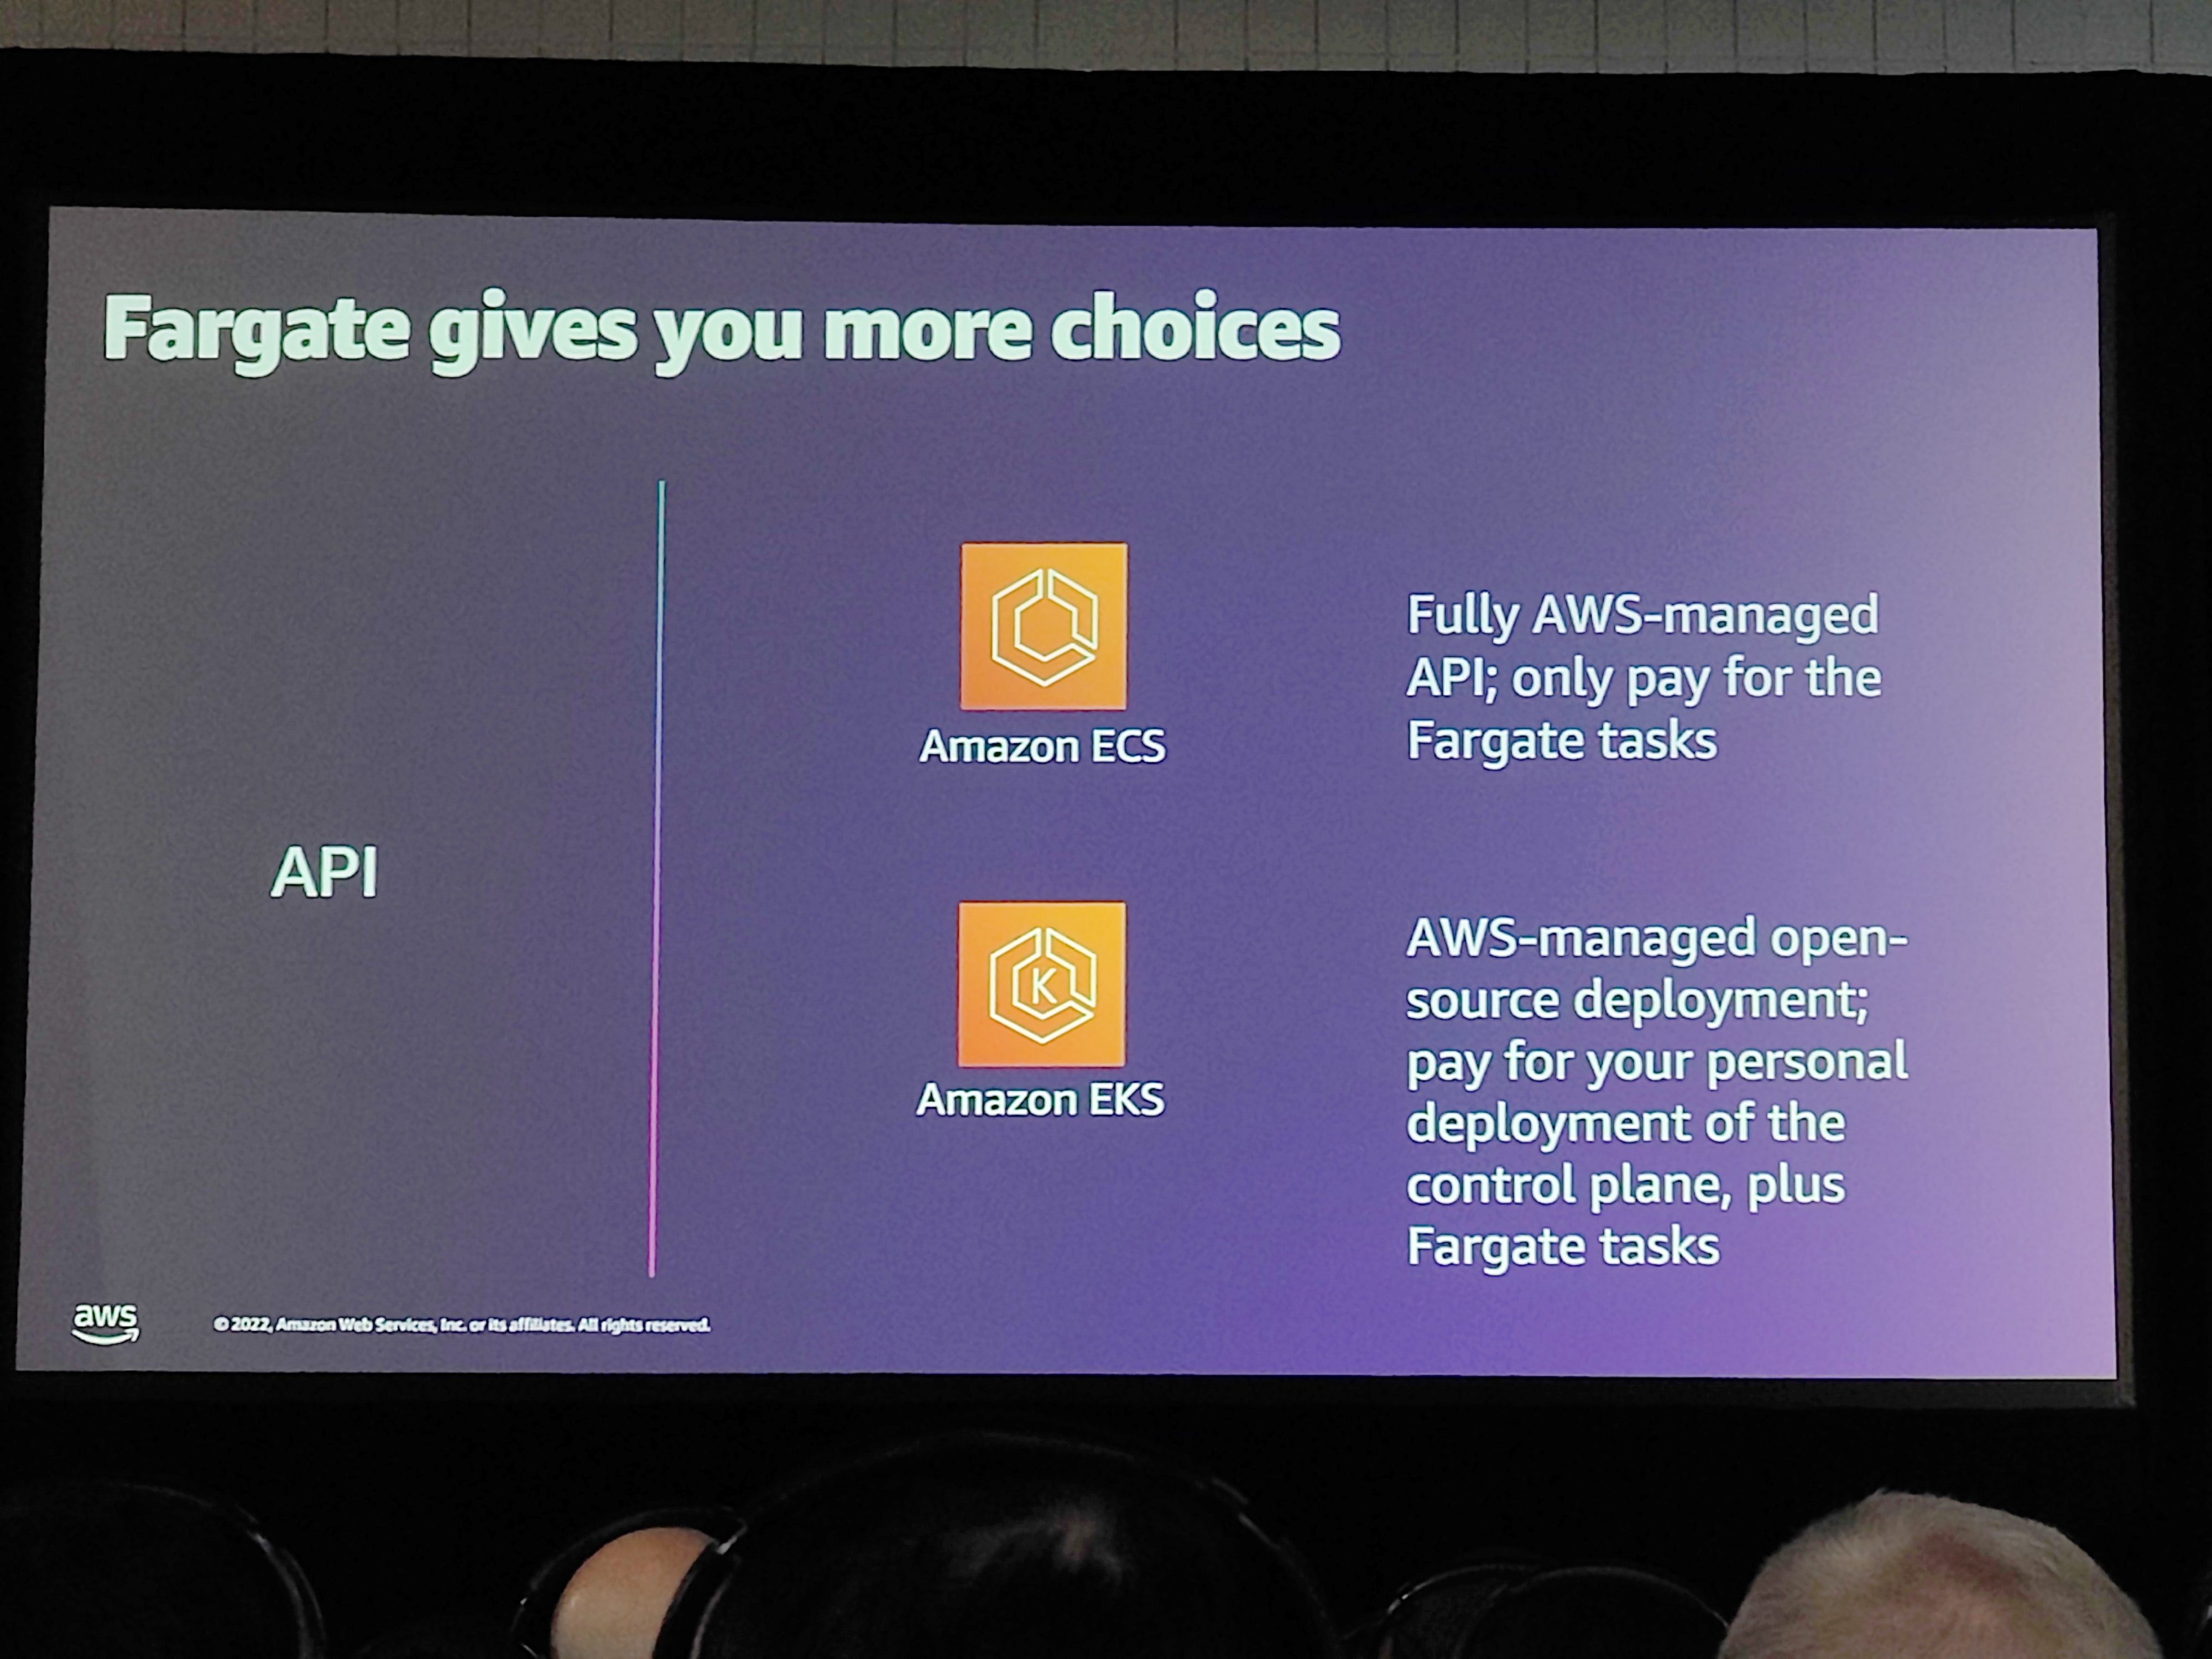 Fargate gives you more choices
API
Amazon ECS
Fully AWS-managed
API; only pay for the
Fargate tasks
K
Amazon EKS
AWS-managed open-
source deployment;
pay for your personal
deployment of the
control plane, plus
Fargate tasks
aws
© 2022, Amazon Web Services, Inc. or its affiliates. All rights reserved.